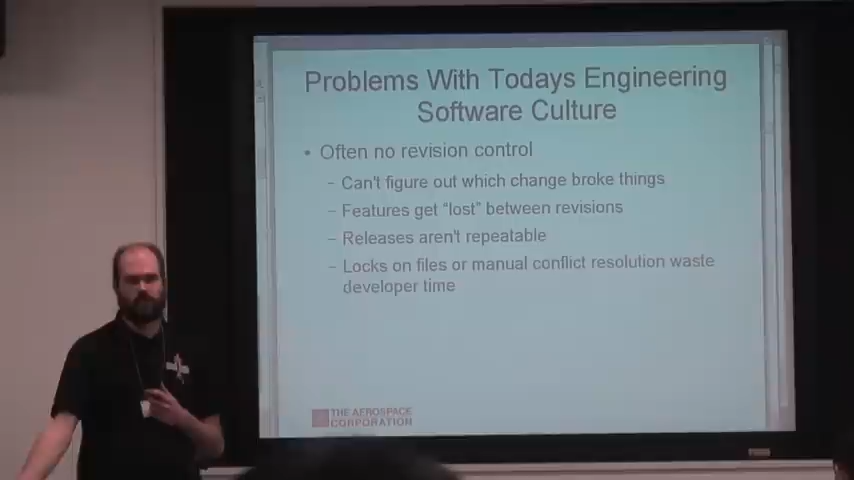 Problems With Todays Engineering
Software Culture
• Often no revision control
– Can't figure out which change broke things
– Features get "lost" between revisions
– Releases aren't repeatable
– Locks on files or manual conflict resolution waste
developer time
THE AEROSPACE
CORPORATION